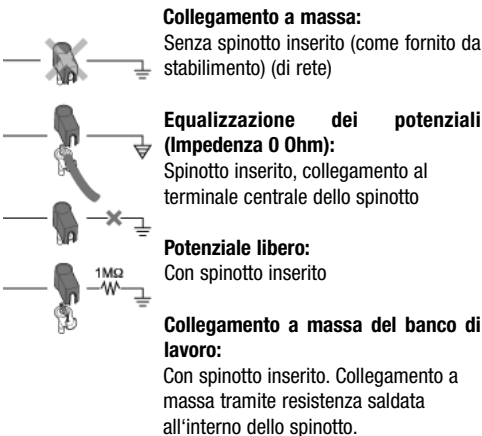 Collegamento a massa:
Senza spinotto inserito (come fornito da
stabilimento) (di rete)
Equalizzazione dei potenziali
(Impedenza 0 Ohm):
Spinotto inserito, collegamento al
terminale centrale dello spinotto
Potenziale libero:
Con spinotto inserito
1MΩ
Collegamento a massa del banco di
lavoro:
Con spinotto inserito. Collegamento a
massa tramite resistenza saldata
all‘interno dello spinotto.